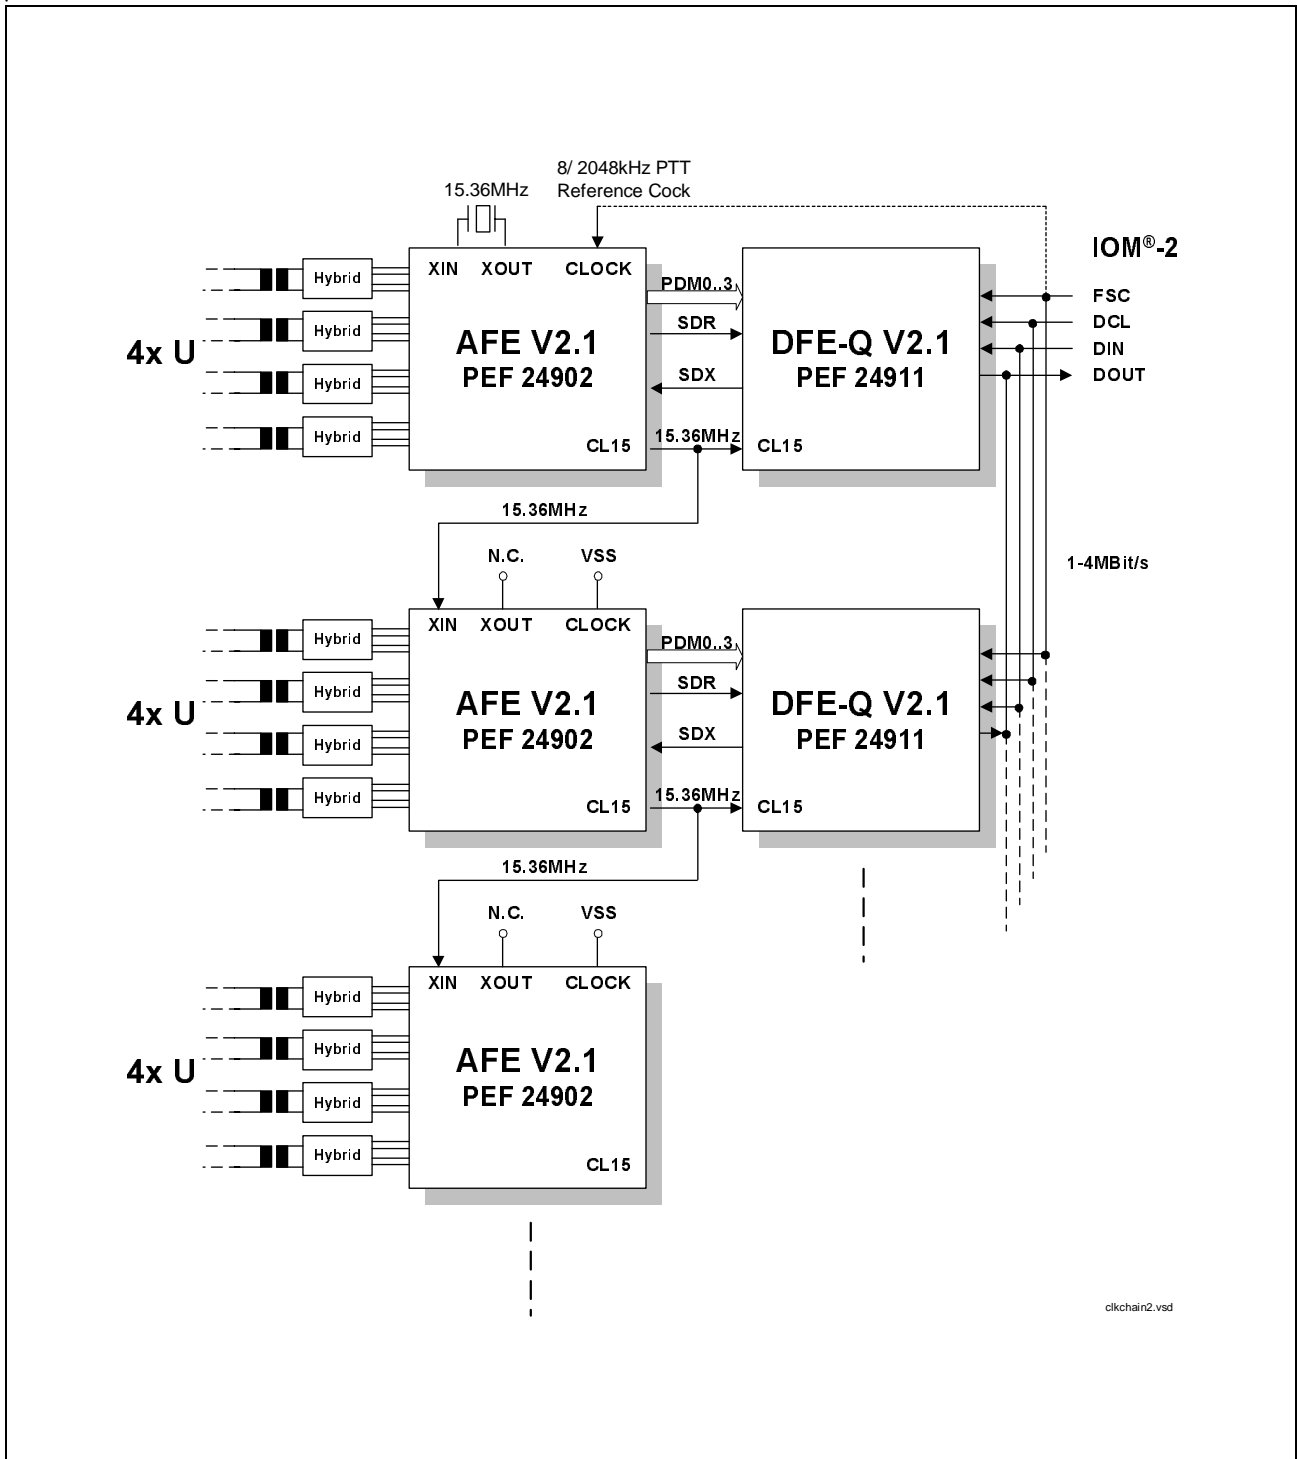 8/ 2048kHz PTT
Reference Cock
15.36MHz
IOM®-2
XIN XOUT CLOCK
PDM0..3
FSC
Hybrid
SDR
DCL
Hybrid
4x U
AFE V2.1
PEF 24902
DFE-Q V2.1
PEF 24911
DIN
SDX
DOUT
Hybrid
Hybrid
CL15
15.36MHz
CL15
15.36MHz
N.C.
VSS
1-4MBit/s
XIN XOUT CLOCK
PDM0..3
Hybrid
SDR
Hybrid
4x U
AFE V2.1
PEF 24902
DFE-Q V2.1
PEF 24911
SDX
Hybrid
Hybrid
CL15
15.36MHz
CL15
15.36MHz
N.C.
VSS
XIN XOUT CLOCK
Hybrid
Hybrid
4x U
AFE V2.1
PEF 24902
Hybrid
Hybrid
CL15
clkchain2.vsd